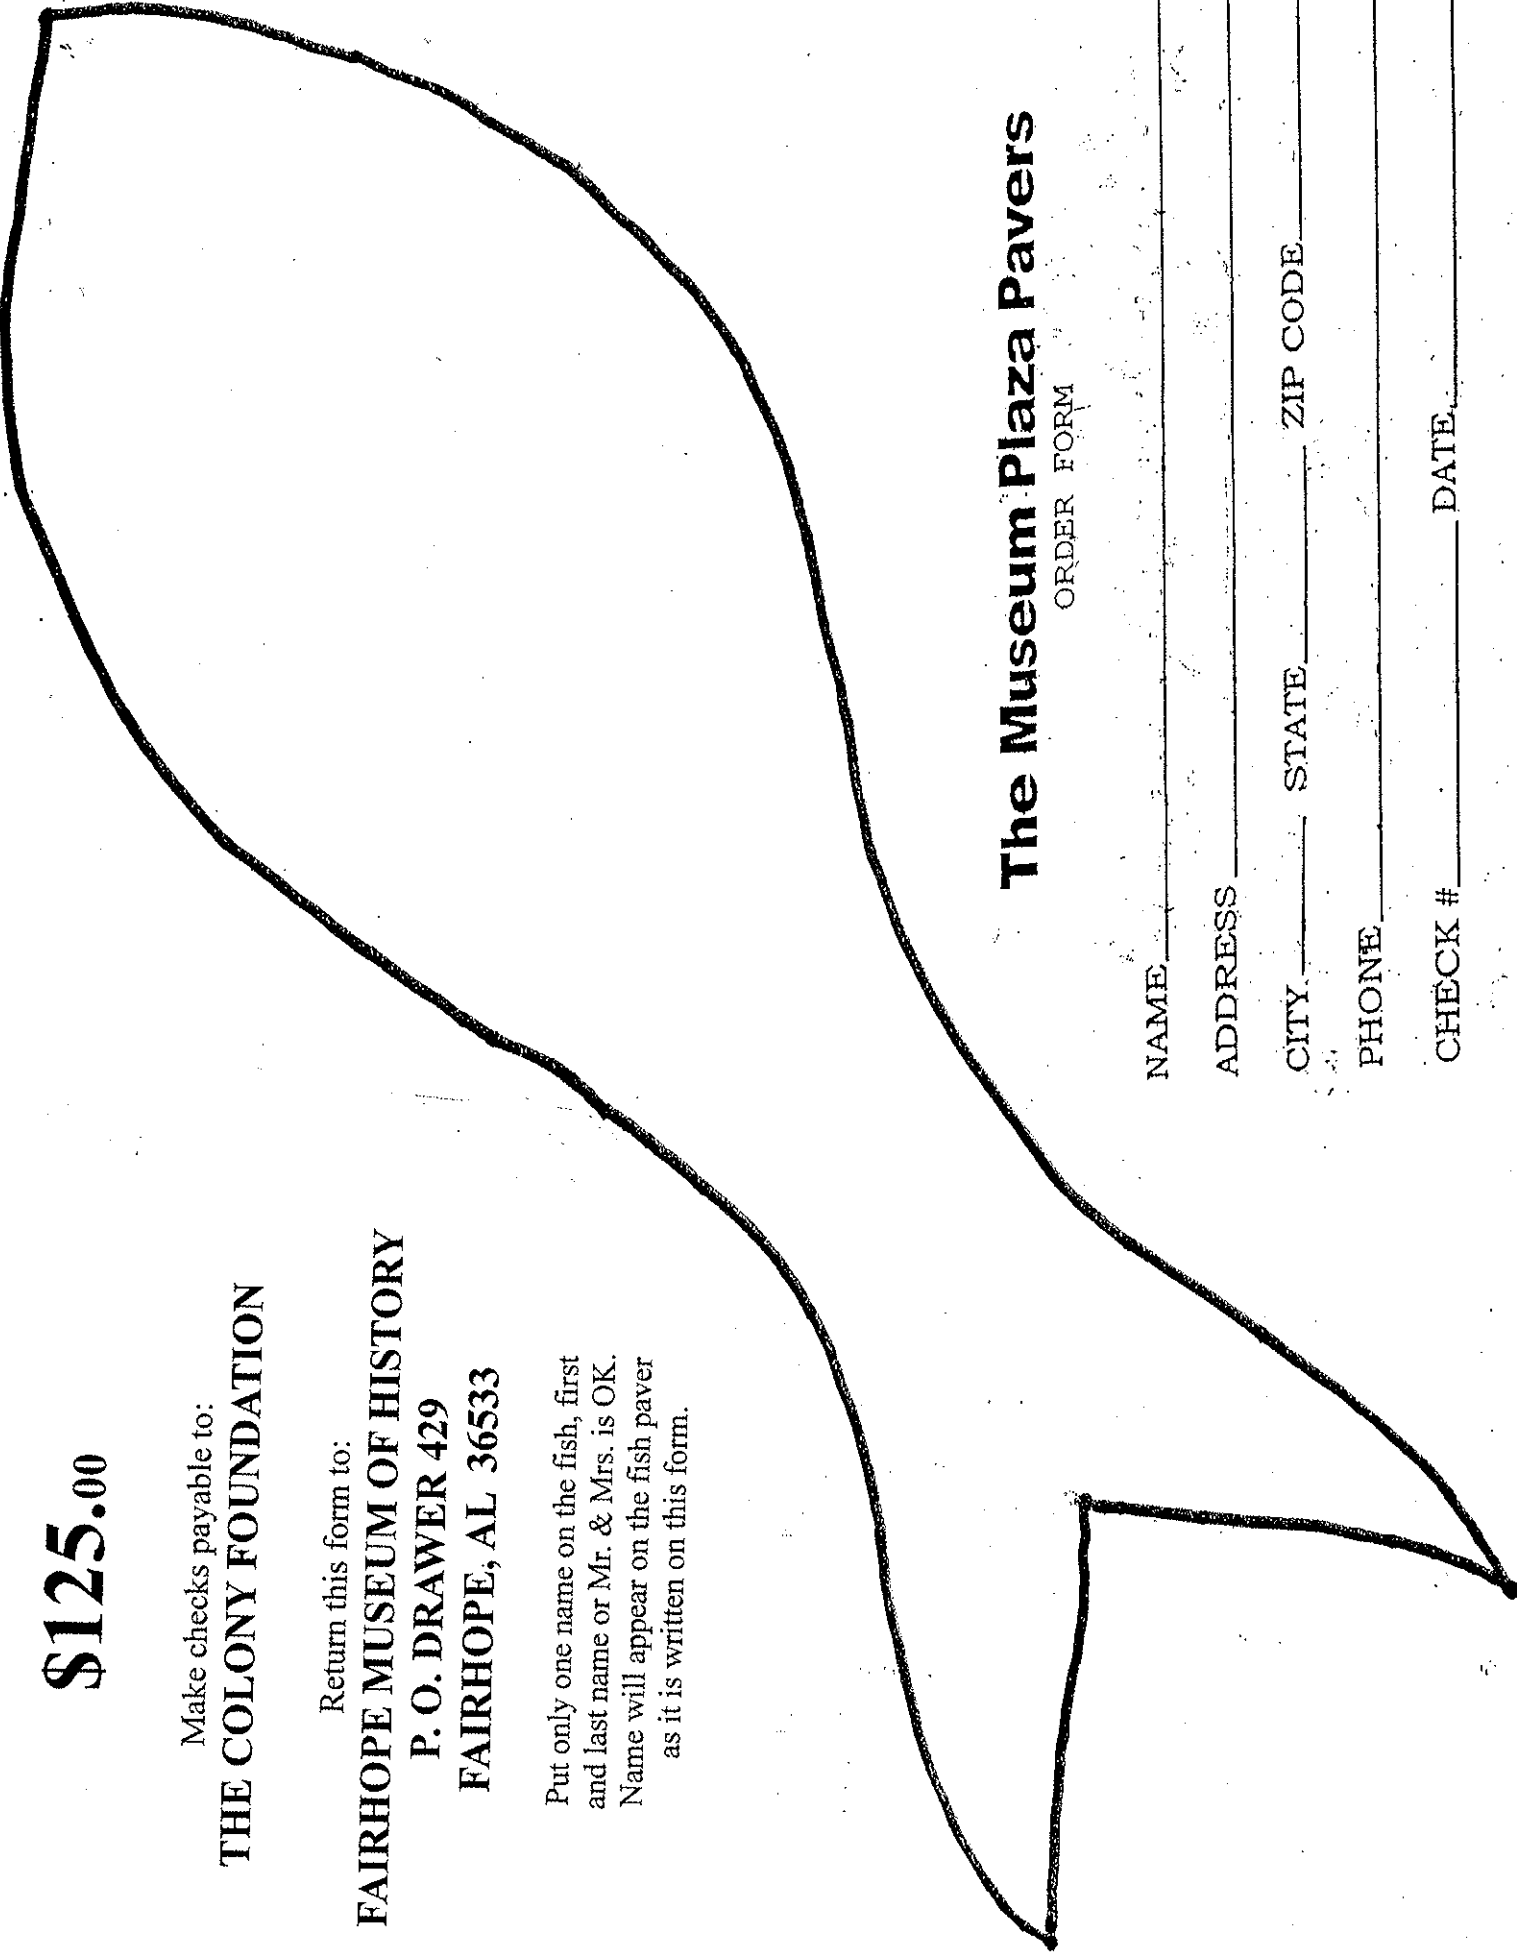 $125.00
Make checks payable to:
THE COLONY FOUNDATION
Return this form to:
FAIRHOPE MUSEUM OF HISTORY
P. O. DRAWER 429
FAIRHOPE, AL 36533
Put only one name on the fish, first
and last name or Mr. & Mrs. is OK.
Name will appear on the fish paver
as it is written on this form.
The Museum Plaza Pavers
ORDER FORM
NAME
ADDRESS
CITY STATE ZIP CODE
PHONE
CHECK # DATE